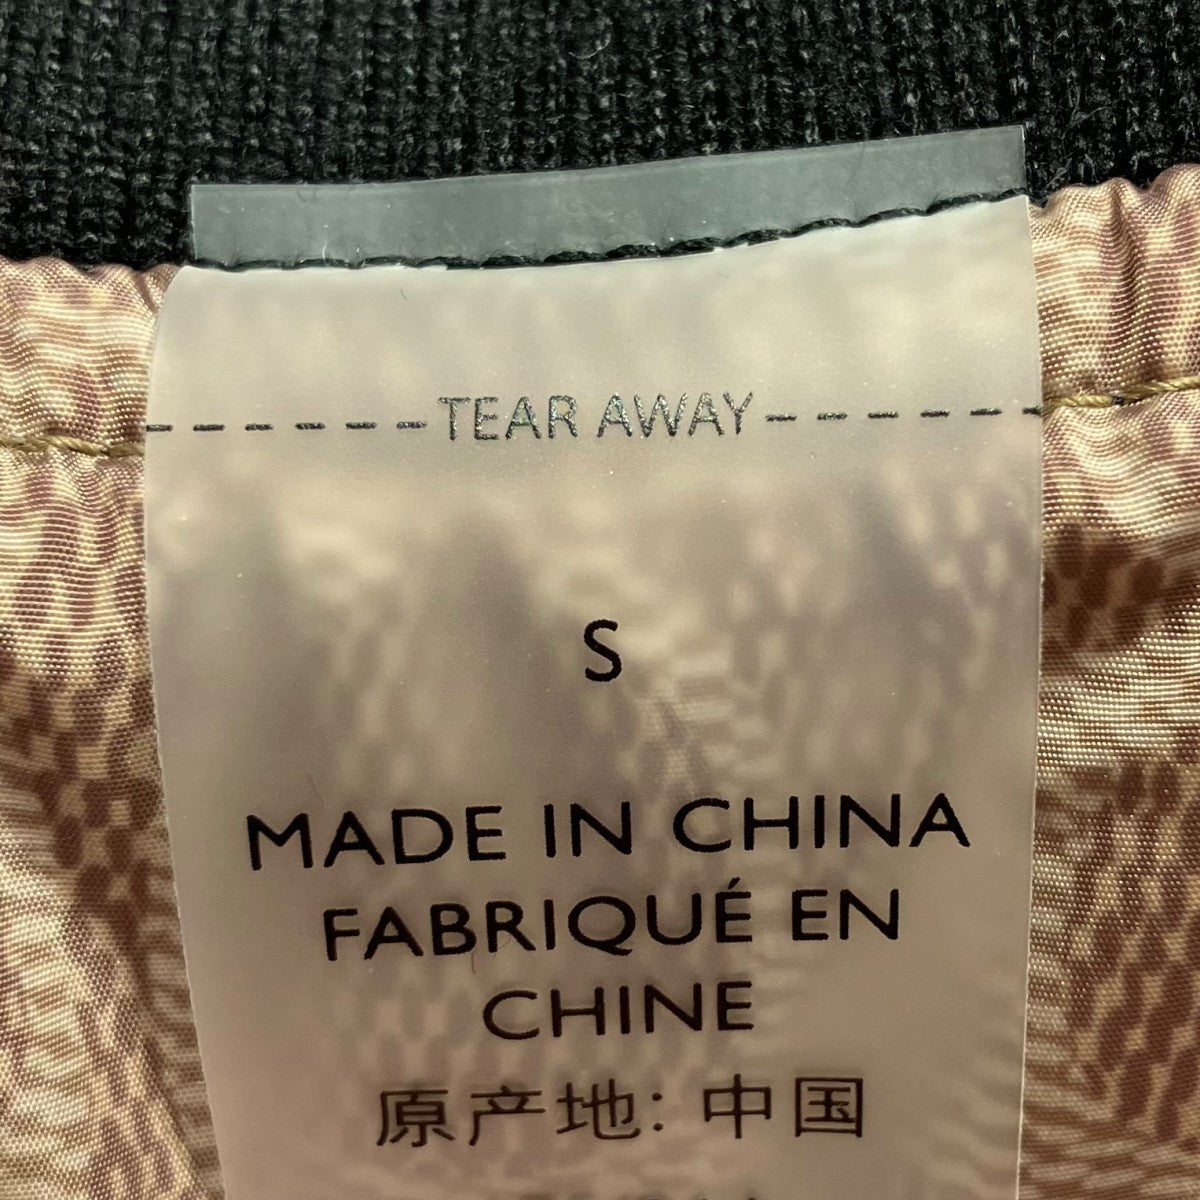 TEAR AWAY
S
MADE IN CHINA
FABRIQUÉ EN
CHINE
原产地: 中国